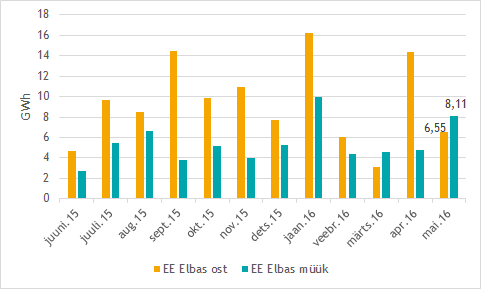 18
16
14
12
10
8
6
4
2
0
GWh
6,55
8,11
juuni.15
juuli.15
aug.15
sept.15
okt.15
nov.15
dets.15
jaan.16
veebr.16
märts.16
apr.16
mai.16
EE Elbas ost
EE Elbas müük